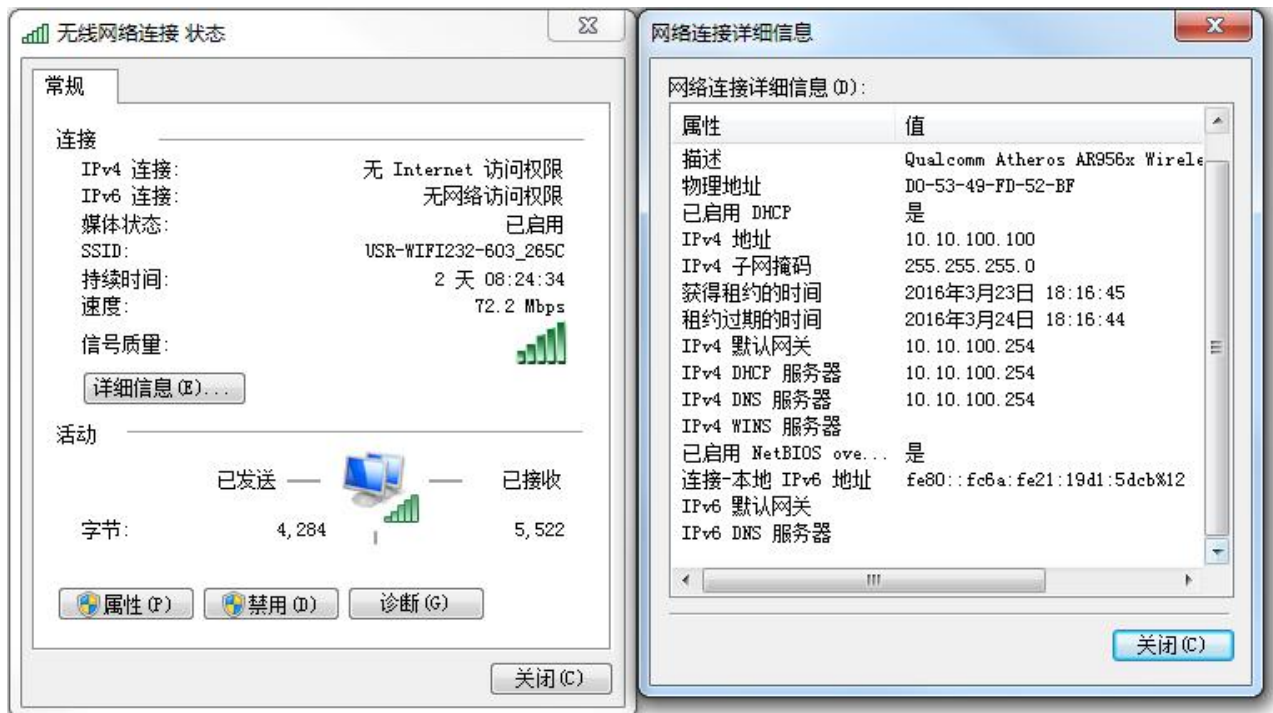 无线网络连接 状态
常规
连接
IPv4 连接: 无 Internet 访问权限
IPv6 连接: 无网络访问权限
媒体状态: 已启用
SSID: USR-WIFI232-603_265C
持续时间: 2 天 08:24:34
速度: 72.2 Mbps
信号质量:
详细信息(E)...
活动
已发送 已接收
字节: 4,284 5,522
属性(P) 禁用(D) 诊断(G)
关闭(C)
网络连接详细信息
网络连接详细信息(D):
属性 值
描述 Qualcomm Atheros AR956x Wirele
物理地址 D0-53-49-FD-52-BF
已启用 DHCP 是
IPv4 地址 10.10.100.100
IPv4 子网掩码 255.255.255.0
获得租约的时间 2016年3月23日 18:16:45
租约过期的时间 2016年3月24日 18:16:44
IPv4 默认网关 10.10.100.254
IPv4 DHCP 服务器 10.10.100.254
IPv4 DNS 服务器 10.10.100.254
IPv4 WINS 服务器
已启用 NetBIOS ove... 是
连接-本地 IPv6 地址 fe80::fc6a:fe21:19d1:5dcb%12
IPv6 默认网关
IPv6 DNS 服务器
关闭(C)